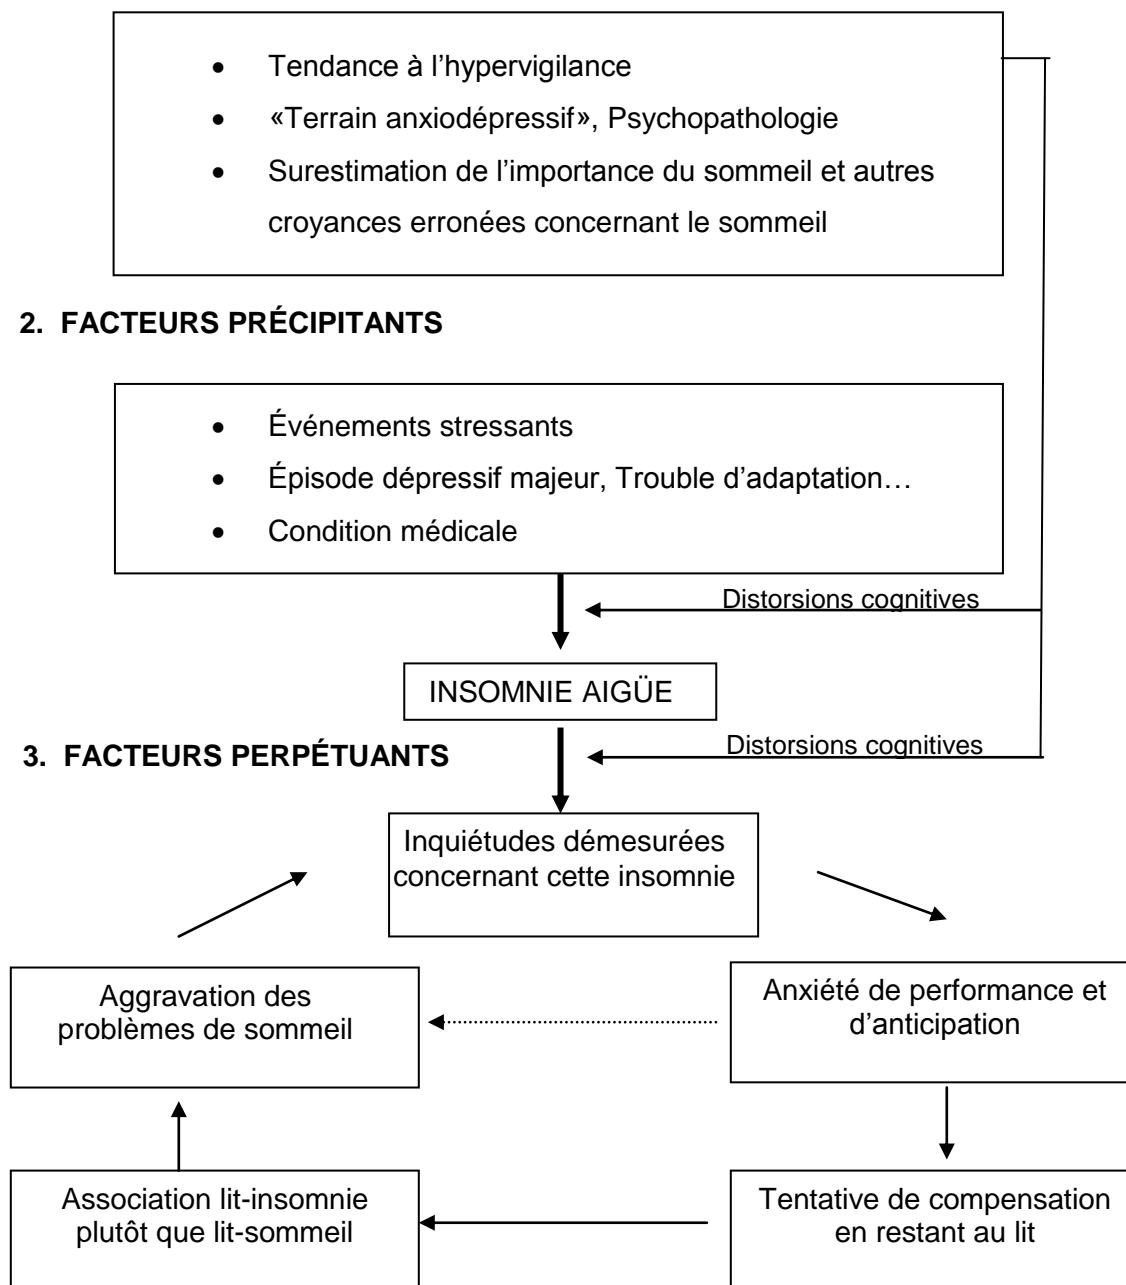 • Tendance à l’hypervigilance
• «Terrain anxiodépressif», Psychopathologie
• Surestimation de l’importance du sommeil et autres
croyances erronées concernant le sommeil
2. FACTEURS PRÉCIPITANTS
• Événements stressants
• Épisode dépressif majeur, Trouble d’adaptation…
• Condition médicale
Distorsions cognitives
INSOMNIE AIGÜE
Distorsions cognitives
3. FACTEURS PERPÉTUANTS
Inquiétudes démesurées
concernant cette insomnie
Aggravation des
problèmes de sommeil
Anxiété de performance et
d’anticipation
Association lit-insomnie
plutôt que lit-sommeil
Tentative de compensation
en restant au lit